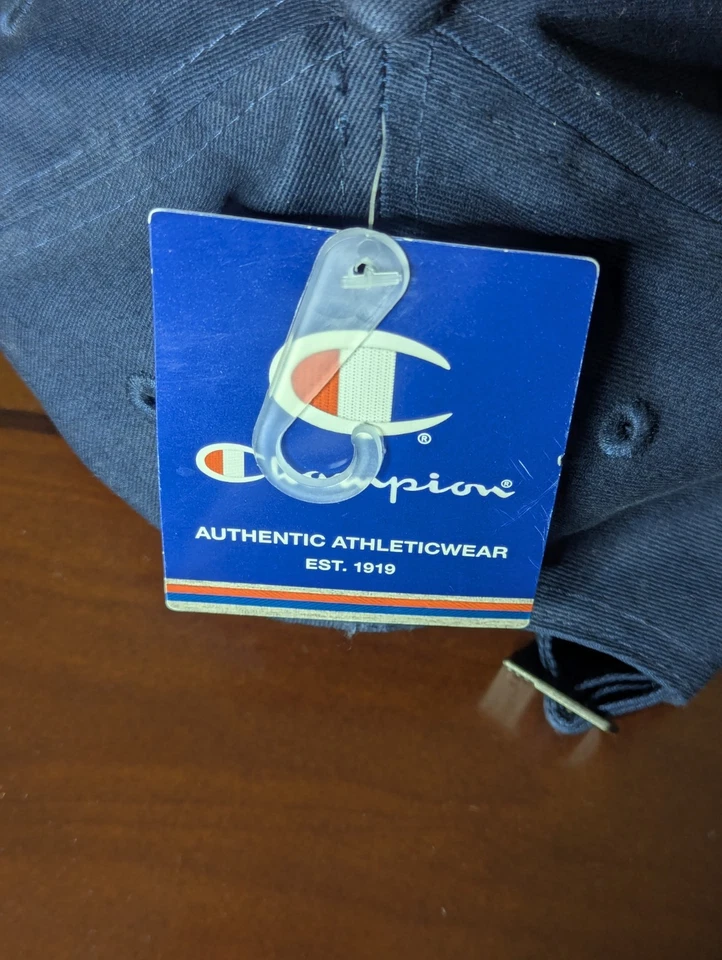 ®
Champion®
AUTHENTIC ATHLETICWEAR
EST. 1919